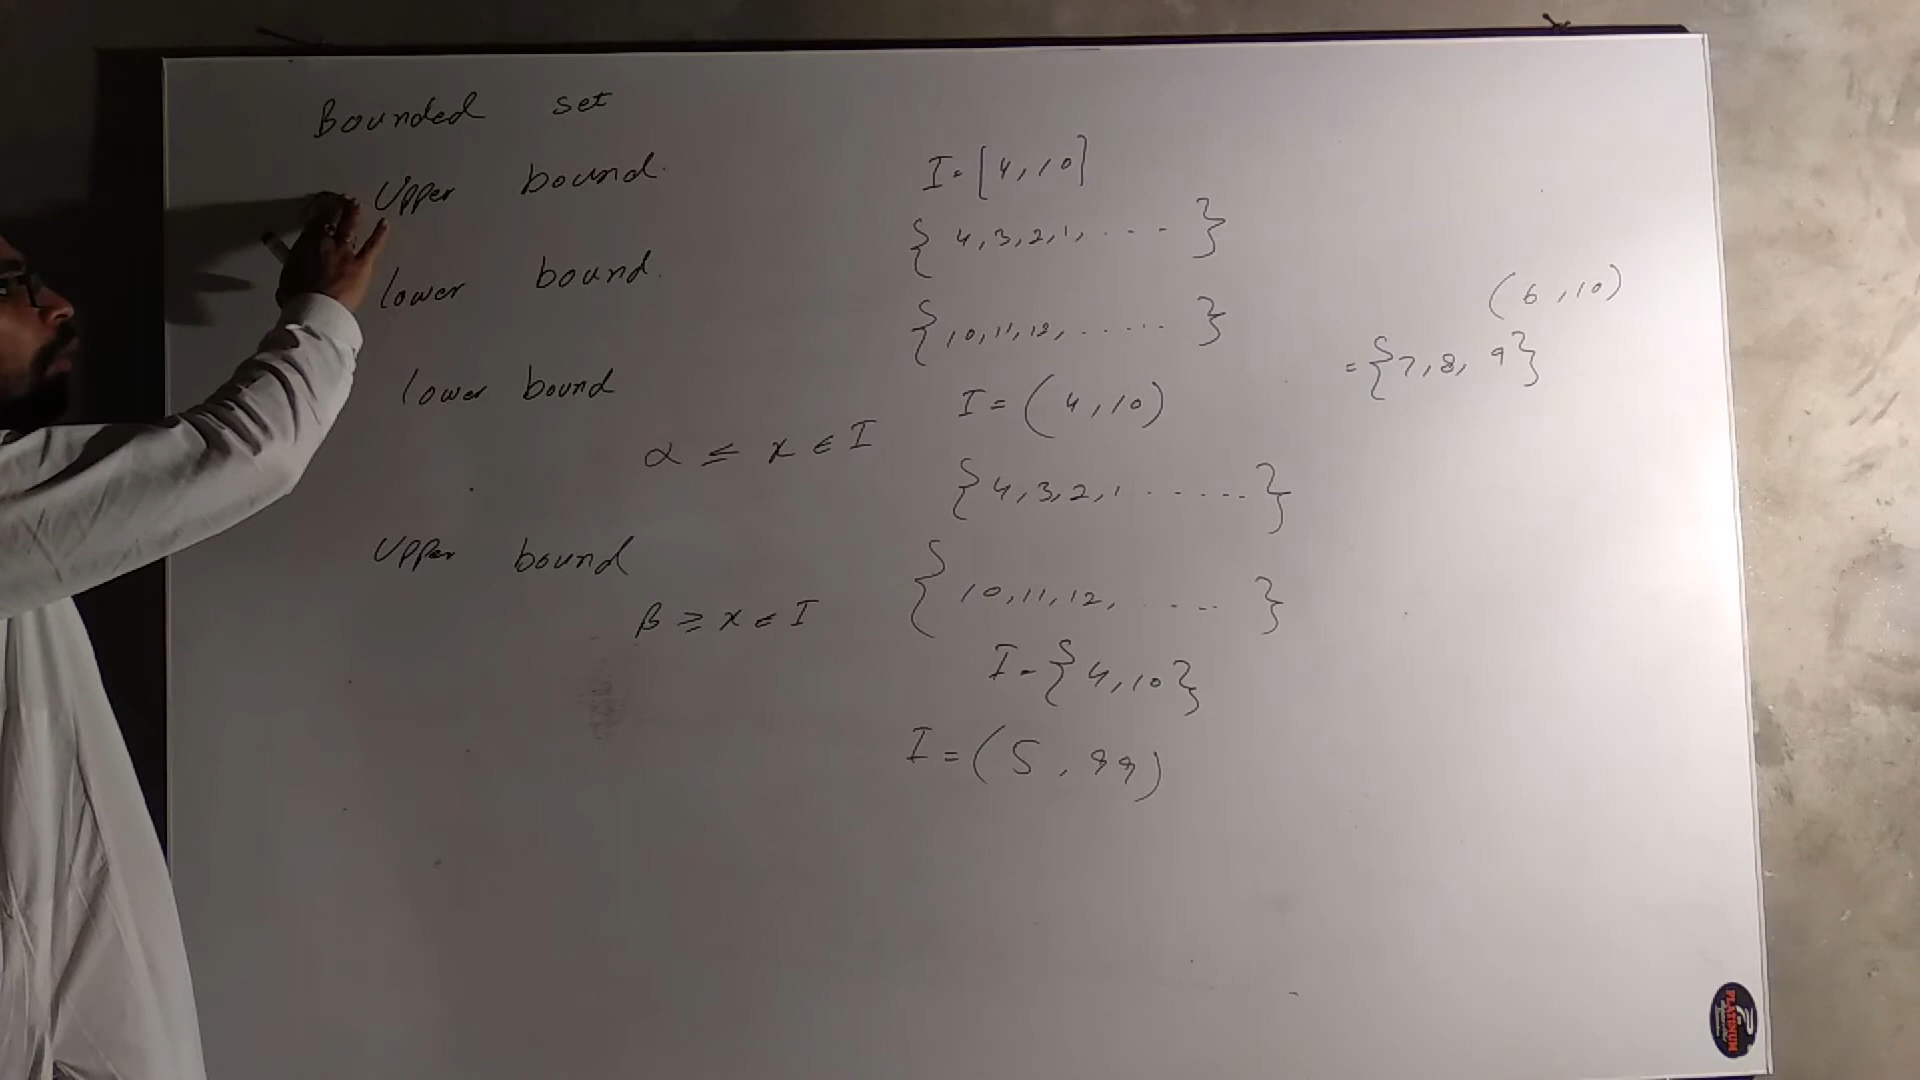 Bounded set
Upper bound.
I = [4, 10]
{ 4, 3, 2, 1, ..... }
lower bound.
(6, 10)
{ 10, 11, 12, ...... }
= {7, 8, 9}
lower bound
I = (4, 10)
α ≤ x ∈ I
{ 4, 3, 2, 1 ...... }
Upper bound
{ 10, 11, 12, ..... }
β ≥ x ∈ I
I = {4, 10}
I = (5, 99)
PLATINUM